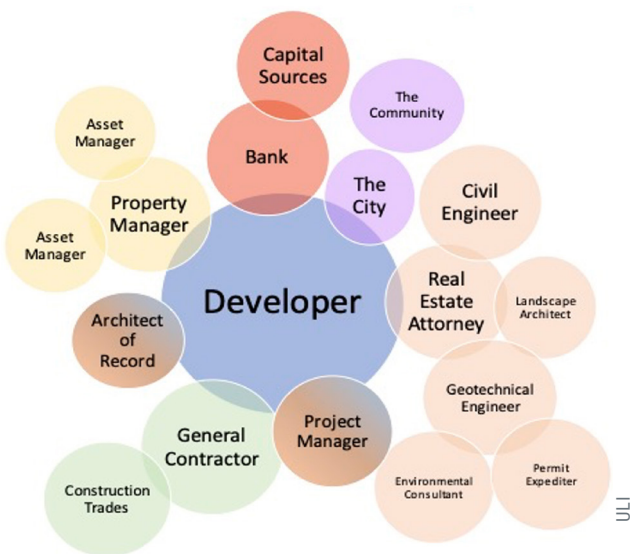 Capital
Sources
The
Community
Asset
Manager
Bank
The
City
Civil
Engineer
Property
Manager
Asset
Manager
Developer
Real
Estate
Attorney
Landscape
Architect
Architect
of
Record
Geotechnical
Engineer
Project
Manager
General
Contractor
Environmental
Consultant
Permit
Expediter
Construction
Trades
ULI